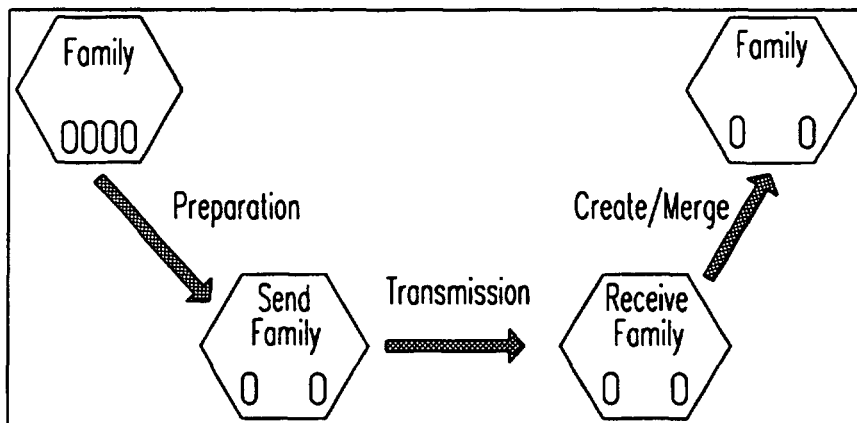 Family
0000
Preparation
Send
Family
0 0
Transmission
Receive
Family
0 0
Create/Merge
Family
0 0